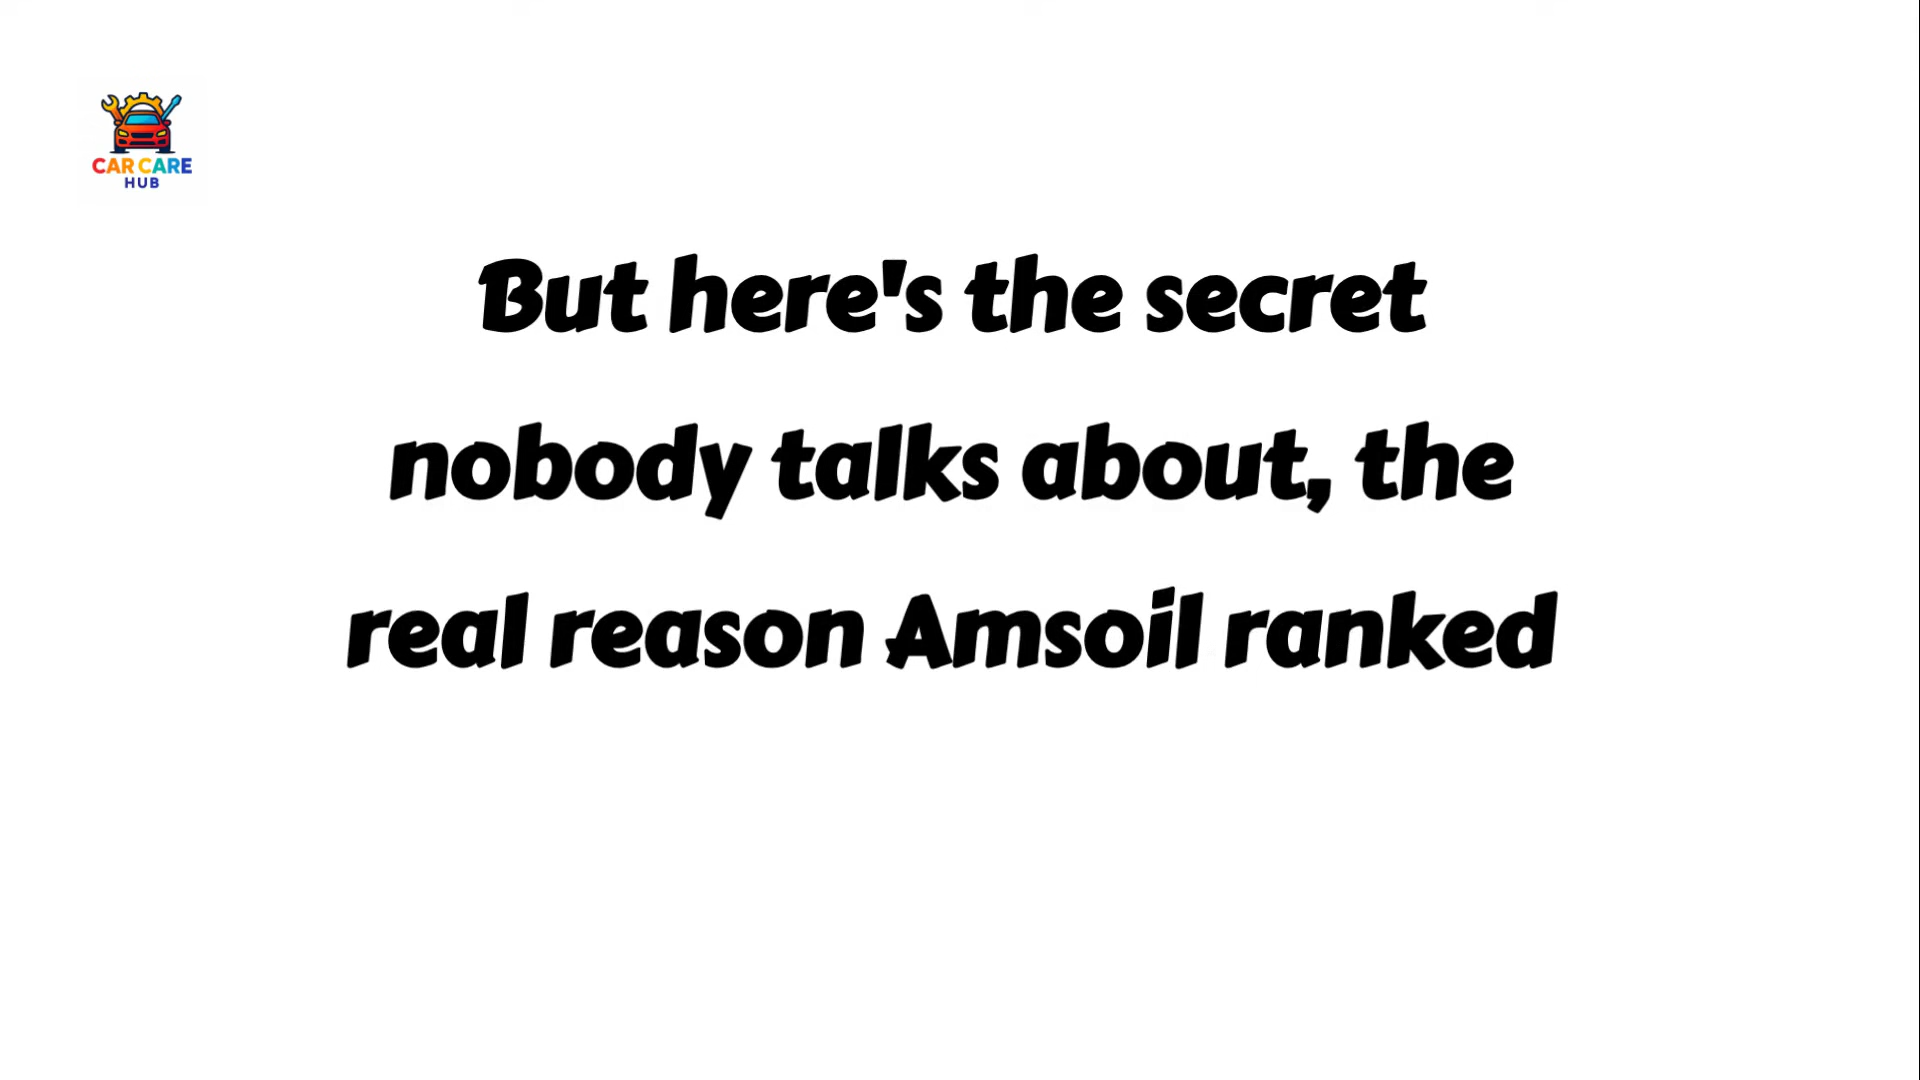 CAR CARE
HUB
But here's the secret
nobody talks about, the
real reason Amsoil ranked